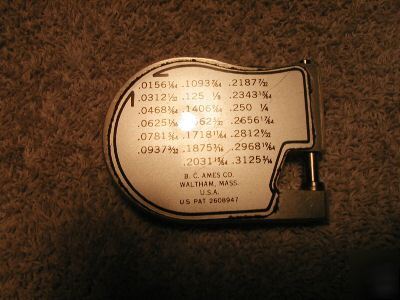 2
1
.0156 1/64 .1093 7/64 .2187 7/32
.0312 1/32 .125 1/8 .2343 15/64
.0468 3/64 .1406 9/64 .250 1/4
.0625 1/16 .2656 17/64
.0781 5/64 .1718 11/64 .2812 9/32
.0937 3/32 .1875 3/16 .2968 19/64
.2031 13/64 .3125 5/16
B. C. AMES CO.
WALTHAM, MASS.
U.S.A.
U S PAT 2608947